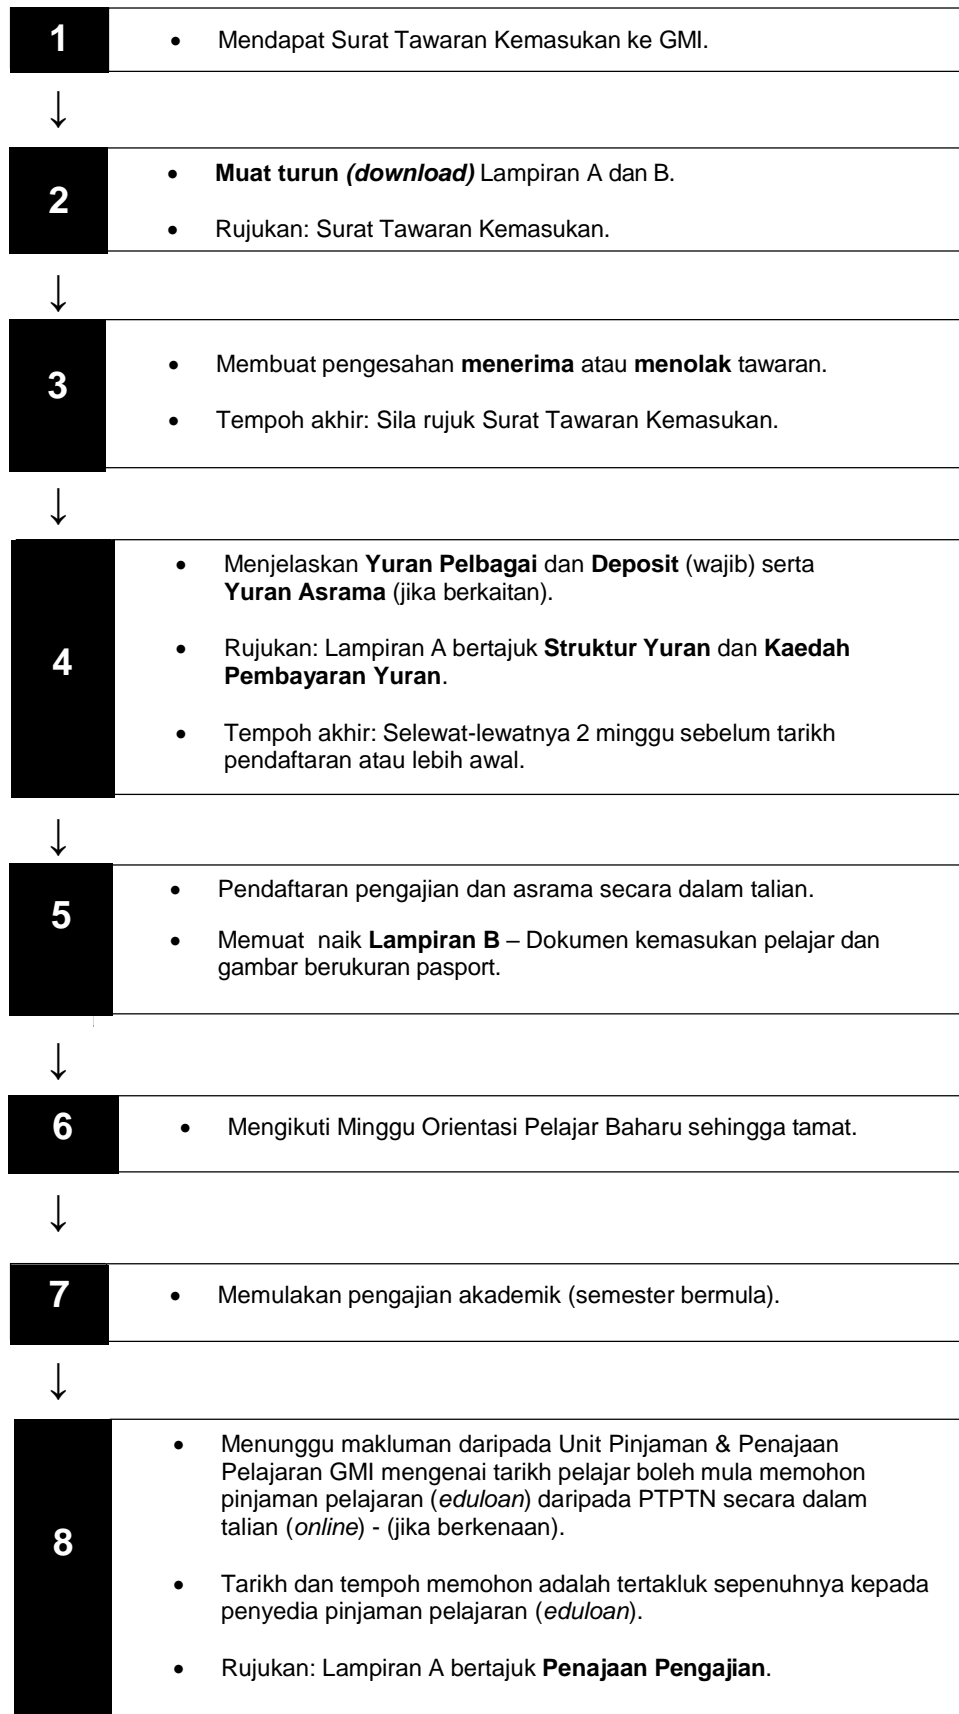 1
• Mendapat Surat Tawaran Kemasukan ke GMI.
↓
2
• Muat turun (download) Lampiran A dan B.
• Rujukan: Surat Tawaran Kemasukan.
↓
3
• Membuat pengesahan menerima atau menolak tawaran.
• Tempoh akhir: Sila rujuk Surat Tawaran Kemasukan.
↓
4
• Menjelaskan Yuran Pelbagai dan Deposit (wajib) serta
Yuran Asrama (jika berkaitan).
• Rujukan: Lampiran A bertajuk Struktur Yuran dan Kaedah
Pembayaran Yuran.
• Tempoh akhir: Selewat-lewatnya 2 minggu sebelum tarikh
pendaftaran atau lebih awal.
↓
5
• Pendaftaran pengajian dan asrama secara dalam talian.
• Memuat naik Lampiran B – Dokumen kemasukan pelajar dan
gambar berukuran pasport.
↓
6
• Mengikuti Minggu Orientasi Pelajar Baharu sehingga tamat.
↓
7
• Memulakan pengajian akademik (semester bermula).
↓
8
• Menunggu makluman daripada Unit Pinjaman & Penajaan
Pelajaran GMI mengenai tarikh pelajar boleh mula memohon
pinjaman pelajaran (eduloan) daripada PTPTN secara dalam
talian (online) - (jika berkenaan).
• Tarikh dan tempoh memohon adalah tertakluk sepenuhnya kepada
penyedia pinjaman pelajaran (eduloan).
• Rujukan: Lampiran A bertajuk Penajaan Pengajian.